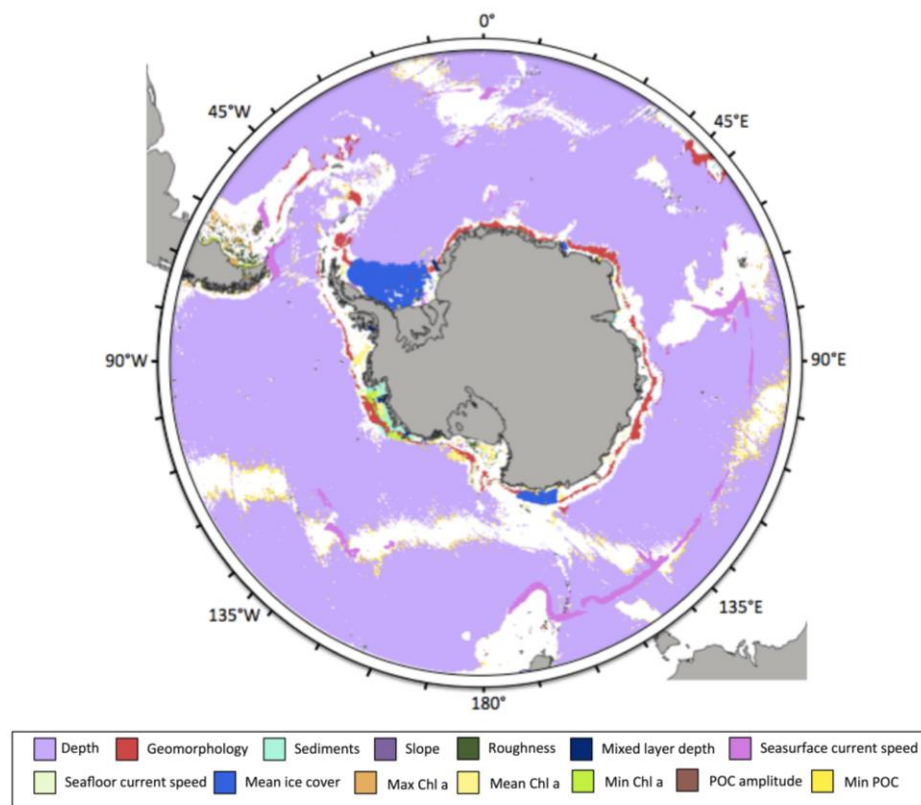 0°
45°W
45°E
90°W
90°E
135°W
135°E
180°
Depth Geomorphology Sediments Slope Roughness Mixed layer depth Seasurface current speed
Seafloor current speed Mean ice cover Max Chl a Mean Chl a Min Chl a POC amplitude Min POC